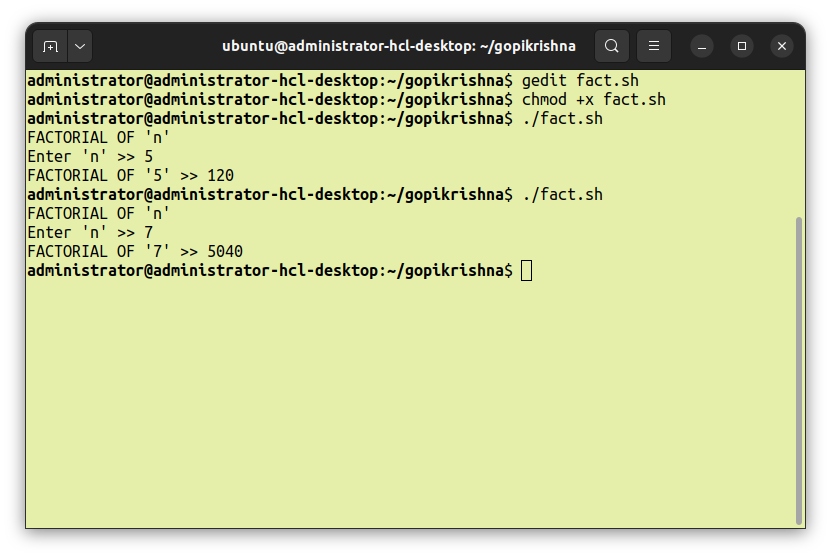 ubuntu@administrator-hcl-desktop: ~/gopikrishna
administrator@administrator-hcl-desktop:~/gopikrishna$ gedit fact.sh
administrator@administrator-hcl-desktop:~/gopikrishna$ chmod +x fact.sh
administrator@administrator-hcl-desktop:~/gopikrishna$ ./fact.sh
FACTORIAL OF 'n'
Enter 'n' >> 5
FACTORIAL OF '5' >> 120
administrator@administrator-hcl-desktop:~/gopikrishna$ ./fact.sh
FACTORIAL OF 'n'
Enter 'n' >> 7
FACTORIAL OF '7' >> 5040
administrator@administrator-hcl-desktop:~/gopikrishna$